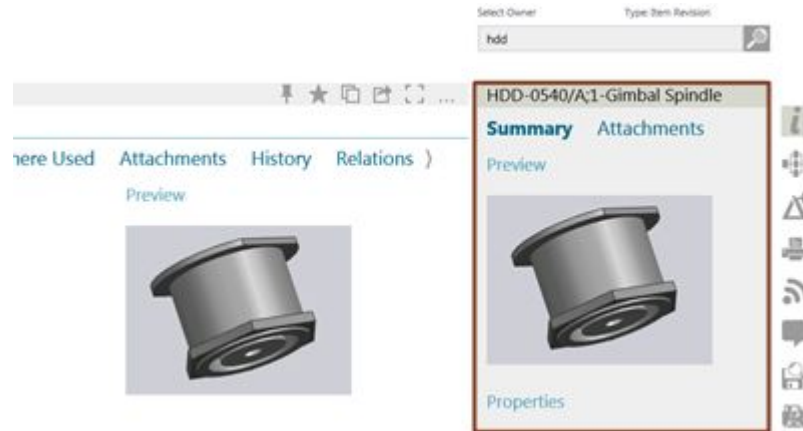 Select Owner Type: Item Revision
hdd
...
HDD-0540/A;1-Gimbal Spindle
here Used Attachments History Relations )
Preview
Summary Attachments
Preview
Properties